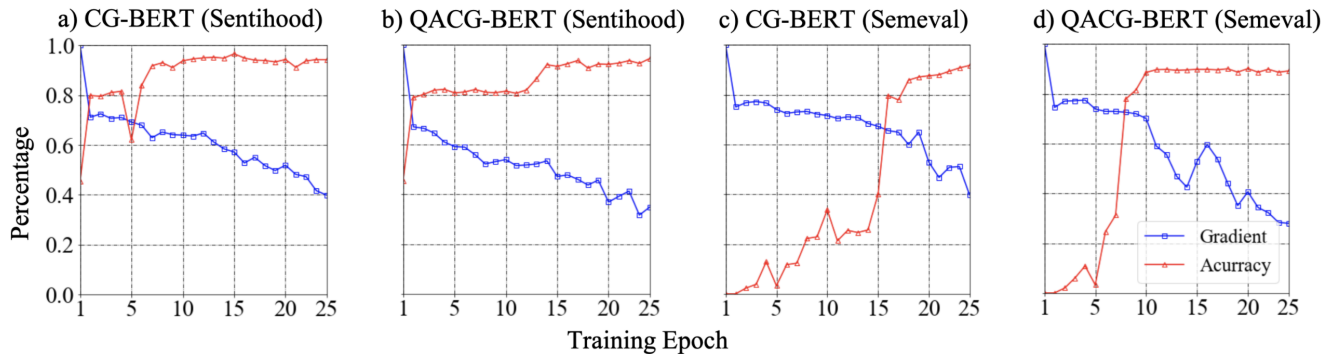 a) CG-BERT (Sentihood)
b) QACG-BERT (Sentihood)
c) CG-BERT (Semeval)
d) QACG-BERT (Semeval)
Percentage
1.0
0.8
0.6
0.4
0.2
0.0
1 5 10 15 20 25
1 5 10 15 20 25
1 5 10 15 20 25
1 5 10 15 20 25
Gradient
Acurracy
Training Epoch